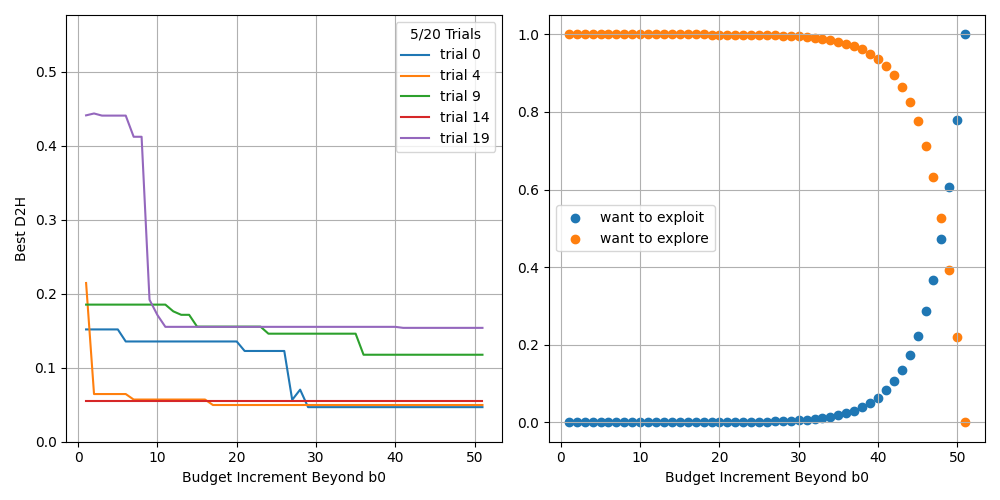 5/20 Trials
trial 0
trial 4
trial 9
trial 14
trial 19
Best D2H
0.5
0.4
0.3
0.2
0.1
0.0
0 10 20 30 40 50
Budget Increment Beyond b0
1.0
0.8
0.6
0.4
0.2
0.0
want to exploit
want to explore
0 10 20 30 40 50
Budget Increment Beyond b0